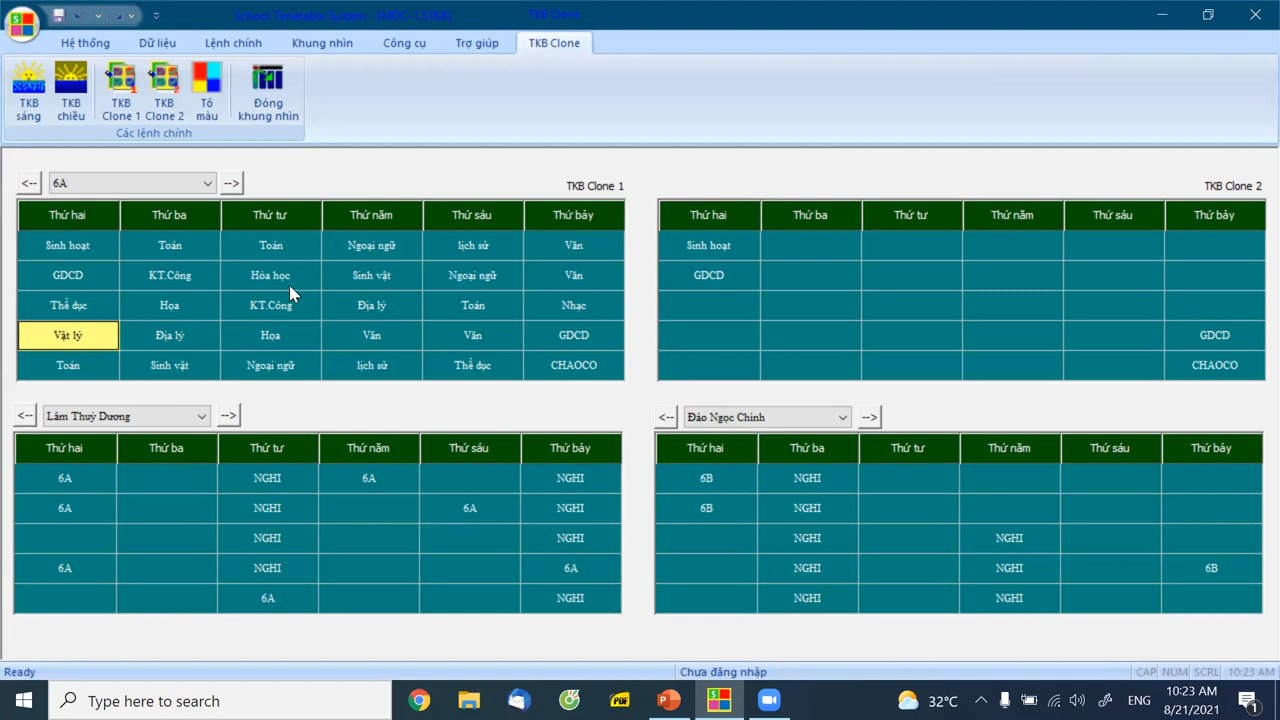 School Timetable System - [MDC-1.STKB]
TKB Clone
Hệ thống Dữ liệu Lệnh chính Khung nhìn Công cụ Trợ giúp TKB Clone
TKB sáng
TKB chiều
TKB Clone 1
TKB Clone 2
Tô màu
Đóng khung nhìn
Các lệnh chính
<-- 6A --> TKB Clone 1
Thứ hai Thứ ba Thứ tư Thứ năm Thứ sáu Thứ bảy
Sinh hoạt Toán Toán Ngoại ngữ lịch sử Văn
GDCD KT.Công Hóa học Sinh vật Ngoại ngữ Văn
Thể dục Họa KT.Công Địa lý Toán Nhạc
Vật lý Địa lý Họa Văn Văn GDCD
Toán Sinh vật Ngoại ngữ lịch sử Thể dục CHAOCO
TKB Clone 2
Thứ hai Thứ ba Thứ tư Thứ năm Thứ sáu Thứ bảy
Sinh hoạt
GDCD
GDCD
CHAOCO
<-- Lâm Thuỳ Dương -->
Thứ hai Thứ ba Thứ tư Thứ năm Thứ sáu Thứ bảy
6A NGHI 6A NGHI
6A NGHI 6A NGHI
NGHI NGHI
6A NGHI 6A
6A NGHI
<-- Đào Ngọc Chinh -->
Thứ hai Thứ ba Thứ tư Thứ năm Thứ sáu Thứ bảy
6B NGHI
6B NGHI
NGHI NGHI
NGHI NGHI 6B
NGHI NGHI
Ready Chưa đăng nhập CAP NUM SCRL 10:23 AM
Type here to search
32°C ENG 10:23 AM
8/21/2021
1